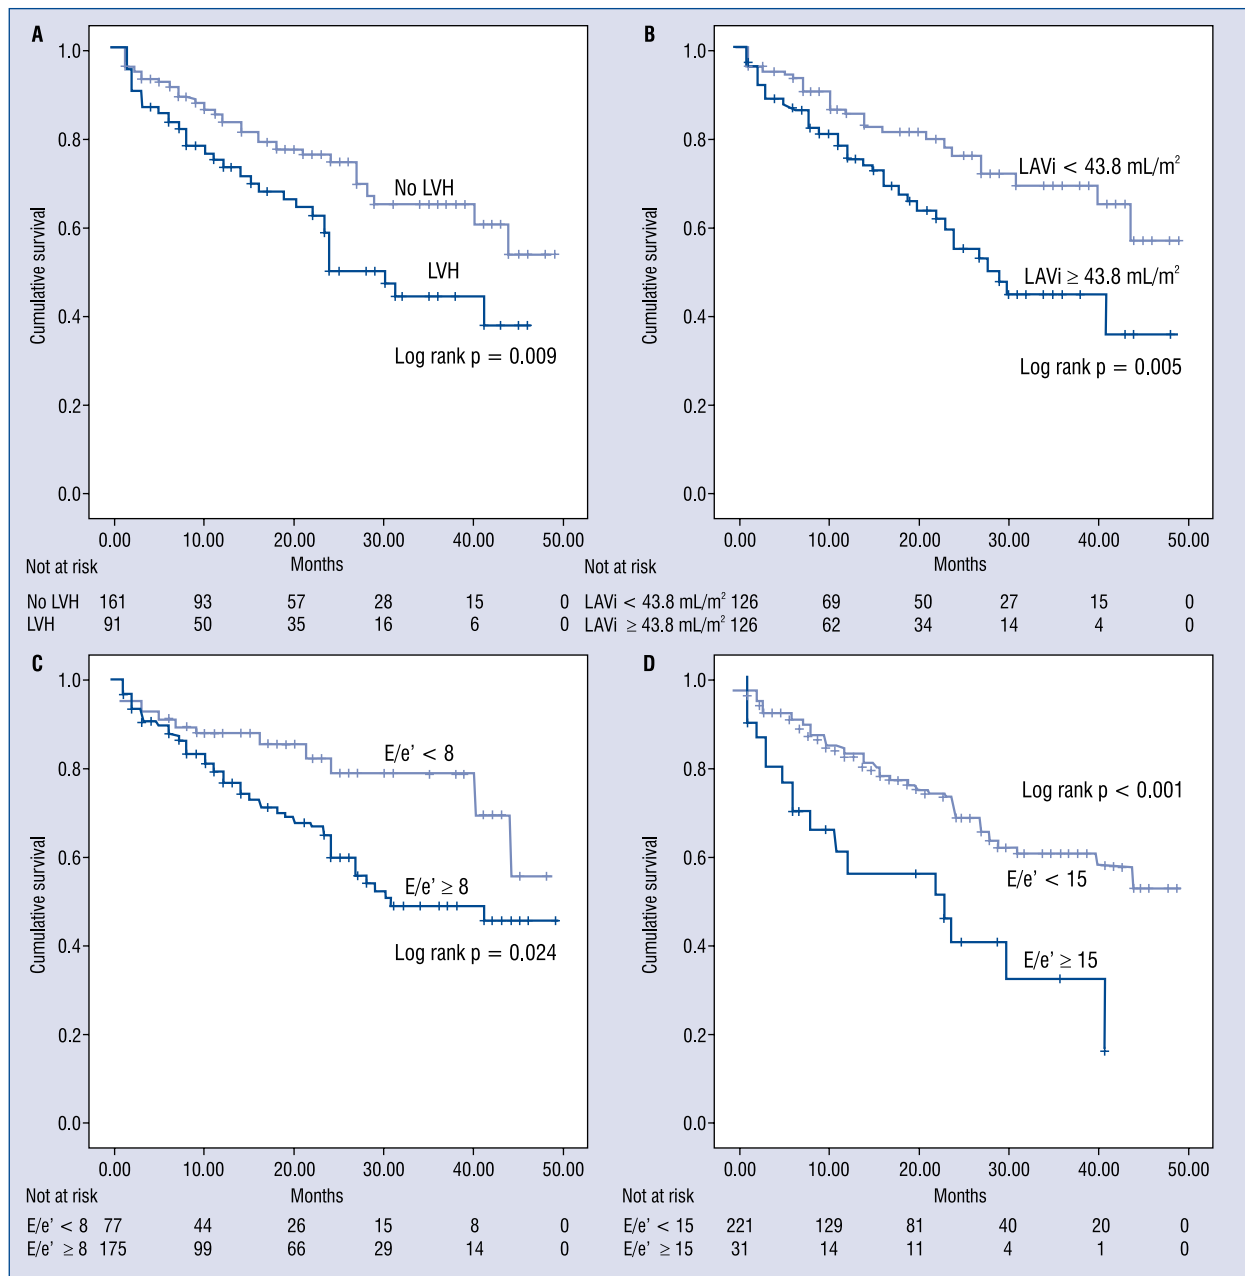 A
1.0
0.8
0.6
0.4
0.2
0.0
Cumulative survival
No LVH
LVH
Log rank p = 0.009
0.00 10.00 20.00 30.00 40.00 50.00
Months
Not at risk
No LVH 161 93 57 28 15 0
LVH 91 50 35 16 6 0
B
1.0
0.8
0.6
0.4
0.2
0.0
Cumulative survival
LAVi < 43.8 mL/m²
LAVi ≥ 43.8 mL/m²
Log rank p = 0.005
0.00 10.00 20.00 30.00 40.00 50.00
Months
Not at risk
LAVi < 43.8 mL/m² 126 69 50 27 15 0
LAVi ≥ 43.8 mL/m² 126 62 34 14 4 0
C
1.0
0.8
0.6
0.4
0.2
0.0
Cumulative survival
E/e' < 8
E/e' ≥ 8
Log rank p = 0.024
0.00 10.00 20.00 30.00 40.00 50.00
Months
Not at risk
E/e' < 8 77 44 26 15 8 0
E/e' ≥ 8 175 99 66 29 14 0
D
1.0
0.8
0.6
0.4
0.2
0.0
Cumulative survival
Log rank p < 0.001
E/e' < 15
E/e' ≥ 15
0.00 10.00 20.00 30.00 40.00 50.00
Months
Not at risk
E/e' < 15 221 129 81 40 20 0
E/e' ≥ 15 31 14 11 4 1 0